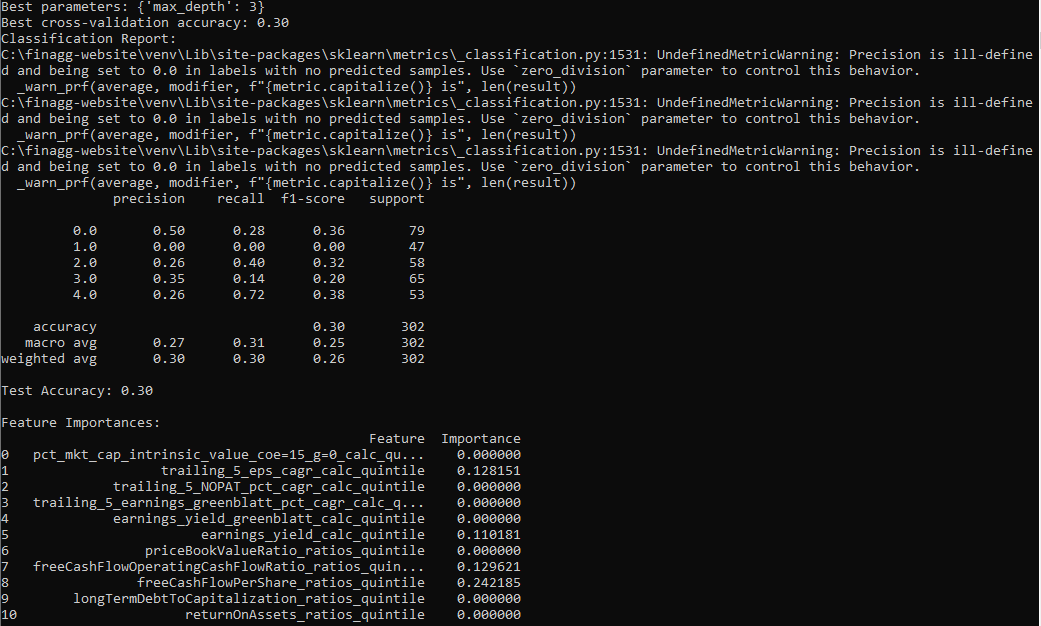 Best parameters: {'max_depth': 3}
Best cross-validation accuracy: 0.30
Classification Report:
C:\finagg-website\venv\Lib\site-packages\sklearn\metrics\_classification.py:1531: UndefinedMetricWarning: Precision is ill-define
d and being set to 0.0 in labels with no predicted samples. Use `zero_division` parameter to control this behavior.
  _warn_prf(average, modifier, f"{metric.capitalize()} is", len(result))
C:\finagg-website\venv\Lib\site-packages\sklearn\metrics\_classification.py:1531: UndefinedMetricWarning: Precision is ill-define
d and being set to 0.0 in labels with no predicted samples. Use `zero_division` parameter to control this behavior.
  _warn_prf(average, modifier, f"{metric.capitalize()} is", len(result))
C:\finagg-website\venv\Lib\site-packages\sklearn\metrics\_classification.py:1531: UndefinedMetricWarning: Precision is ill-define
d and being set to 0.0 in labels with no predicted samples. Use `zero_division` parameter to control this behavior.
  _warn_prf(average, modifier, f"{metric.capitalize()} is", len(result))
              precision    recall  f1-score   support
         0.0       0.50      0.28      0.36        79
         1.0       0.00      0.00      0.00        47
         2.0       0.26      0.40      0.32        58
         3.0       0.35      0.14      0.20        65
         4.0       0.26      0.72      0.38        53
    accuracy                           0.30       302
   macro avg       0.27      0.31      0.25       302
weighted avg       0.30      0.30      0.26       302
Test Accuracy: 0.30
Feature Importances:
                                              Feature  Importance
0    pct_mkt_cap_intrinsic_value_coe=15_g=0_calc_qu...    0.000000
1                    trailing_5_eps_cagr_calc_quintile    0.128151
2              trailing_5_NOPAT_pct_cagr_calc_quintile    0.000000
3    trailing_5_earnings_greenblatt_pct_cagr_calc_q...    0.000000
4              earnings_yield_greenblatt_calc_quintile    0.000000
5                         earnings_yield_calc_quintile    0.110181
6                  priceBookValueRatio_ratios_quintile    0.000000
7    freeCashFlowOperatingCashFlowRatio_ratios_quin...    0.129621
8                 freeCashFlowPerShare_ratios_quintile    0.242185
9         longTermDebtToCapitalization_ratios_quintile    0.000000
10                      returnOnAssets_ratios_quintile    0.000000